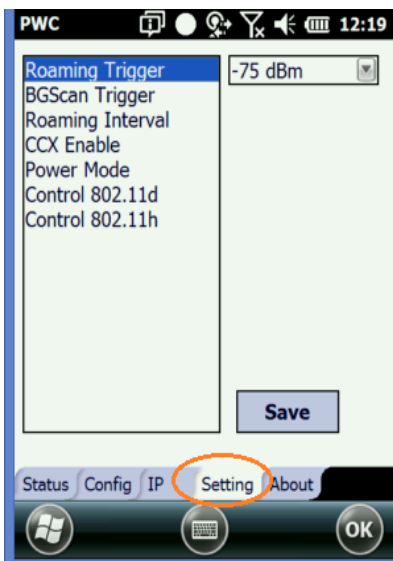 PWC 12:19
Roaming Trigger -75 dBm
BGScan Trigger
Roaming Interval
CCX Enable
Power Mode
Control 802.11d
Control 802.11h
Save
Status Config IP Setting About
OK